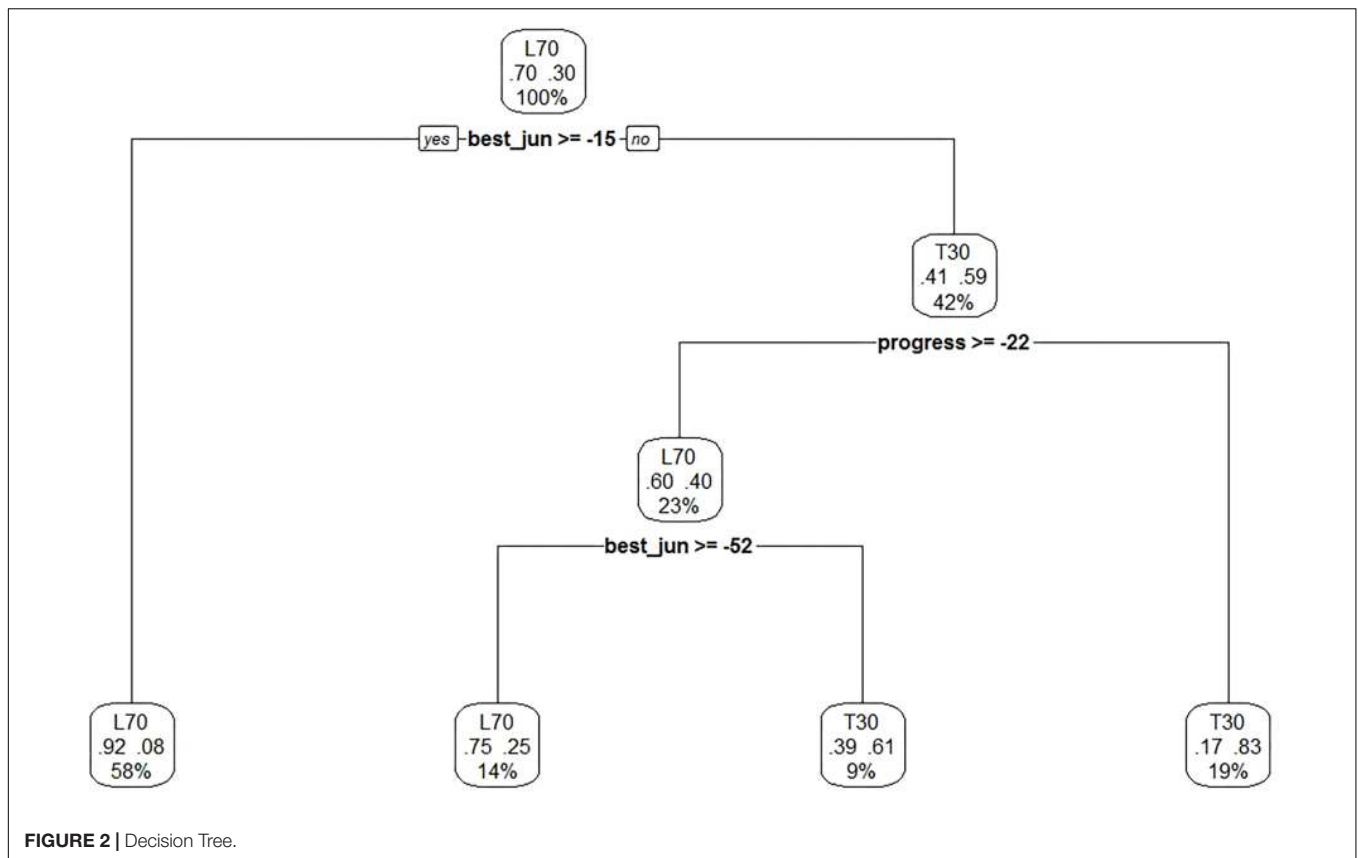 L70
.70 .30
100%
yes best_jun >= -15 no
T30
.41 .59
42%
progress >= -22
L70
.60 .40
23%
best_jun >= -52
L70
.92 .08
58%
L70
.75 .25
14%
T30
.39 .61
9%
T30
.17 .83
19%
FIGURE 2 | Decision Tree.